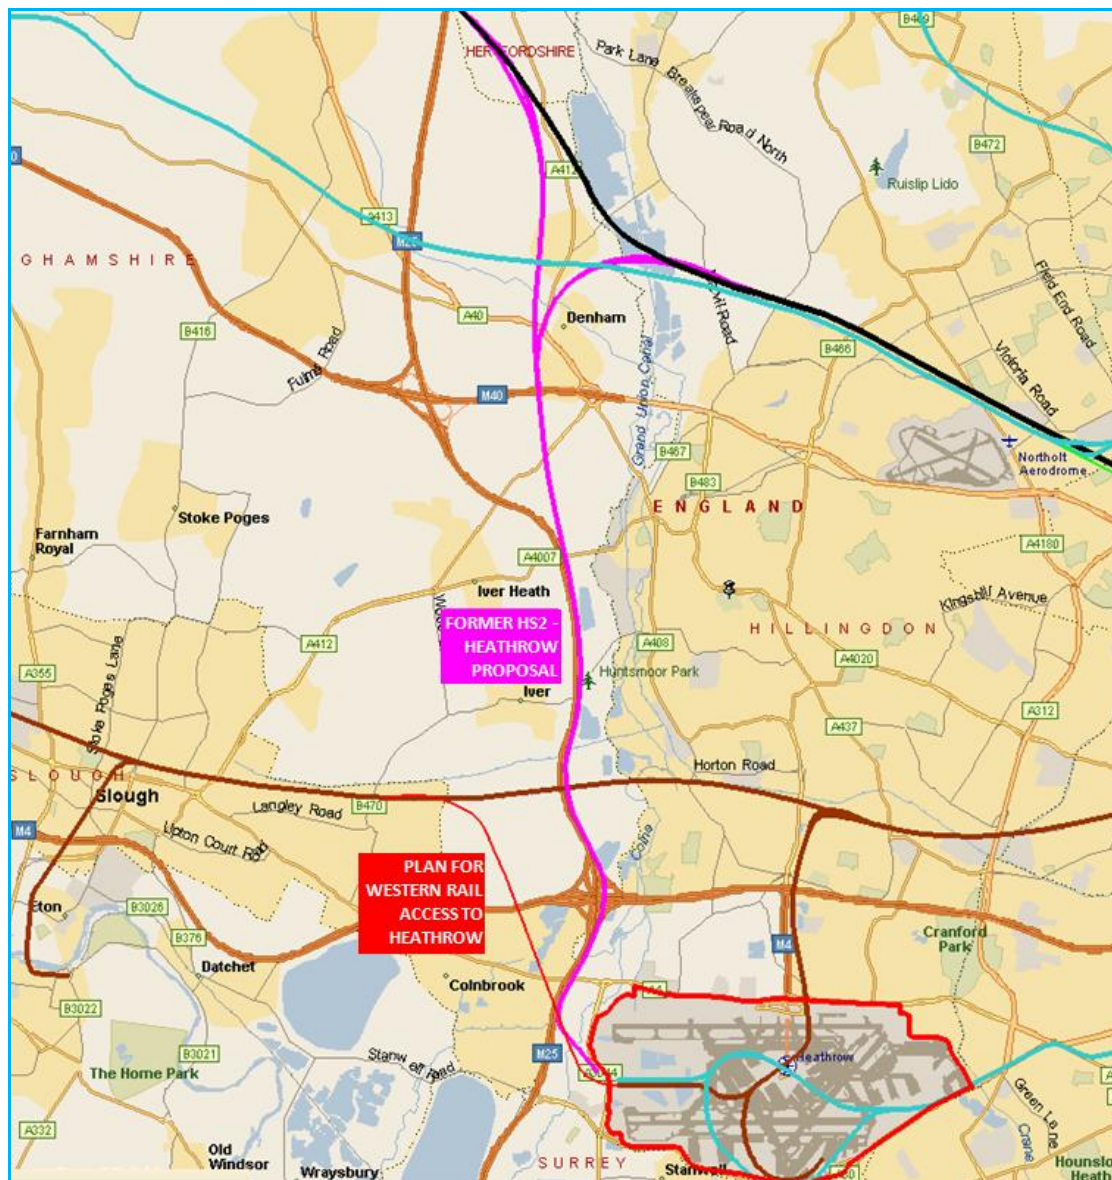 B469
HERTFORDSHIRE
Park Lane Breakspear Road North
B472
A412
Ruislip Lido
A413
M25
GHAMSHIRE
Field End Road
A40
Denham
B416
B466
Victoria Road
Fulmer Road
M40
Grand Union Canal
B467
Northolt
Aerodrome
B483
ENGLAND
Stoke Poges
Farnham
Royal
A4007
A4180
Iver Heath
Kingshill Avenue
FORMER HS2 -
HEATHROW
PROPOSAL
HILLINGDON
A412
A408
A4020
Stoke Poges Lane
A355
Huntsmoor Park
Iver
A312
A437
Horton Road
SLOUGH
Slough
B470
Langley Road
M4
Upton Court Road
Colne
PLAN FOR
WESTERN RAIL
ACCESS TO
HEATHROW
Eton
B3026
B376
Cranford
Park
M4
Datchet
Colnbrook
B3022
B3021
Stanwell Road
M25
Heathrow
The Home Park
A3044
Green Lane
Crane
A332
Old
Windsor
Wraysbury
SURREY
Stanwell
Hounslow
Heath